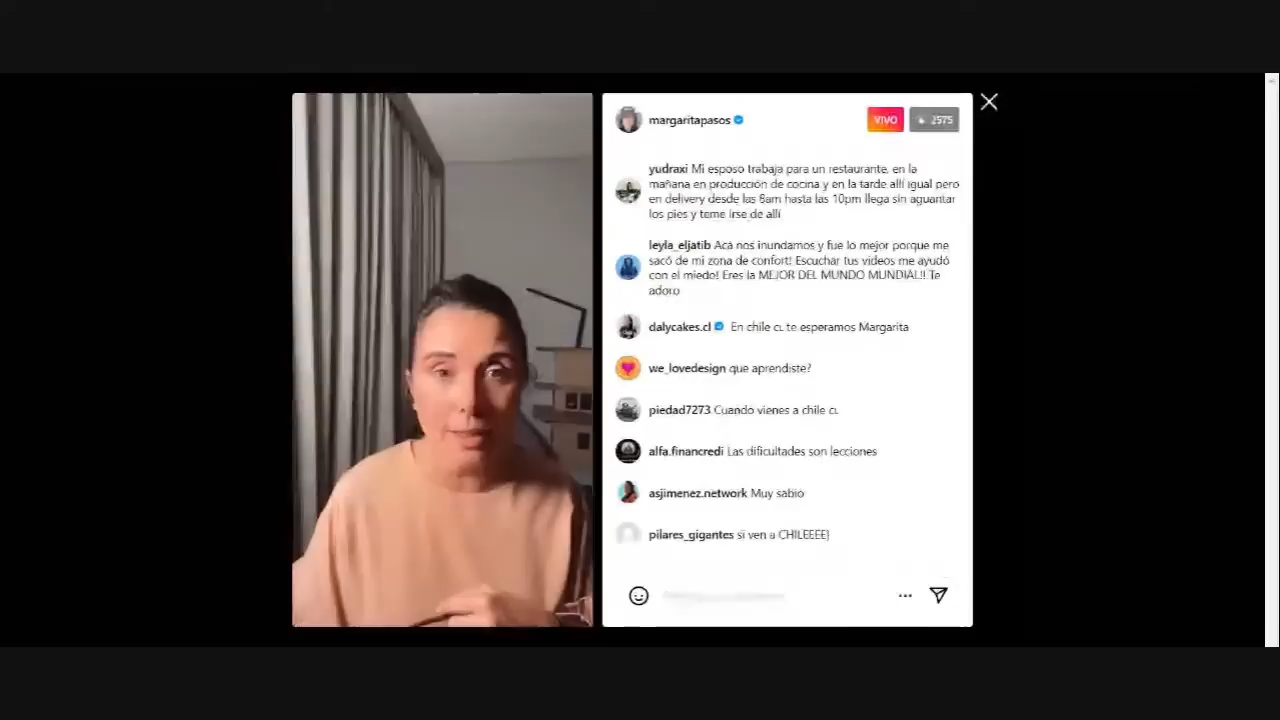 margaritapasos
VIVO
2575
yudraxi Mi esposo trabaja para un restaurante, en la
mañana en producción de cocina y en la tarde allí igual pero
en delivery desde las 8am hasta las 10pm llega sin aguantar
los pies y teme irse de allí
leyla_eljatib Acá nos inundamos y fue lo mejor porque me
sacó de mi zona de confort! Escuchar tus videos me ayudó
con el miedo! Eres la MEJOR DEL MUNDO MUNDIAL!! Te
adoro
dalycakes.cl En chile 🇨🇱 te esperamos Margarita
we_lovedesign que aprendiste?
piedad7273 Cuando vienes a chile 🇨🇱
alfa.financredi Las dificultades son lecciones
asjimenez.network Muy sabio
pilares_gigantes si ven a CHILEEEE}